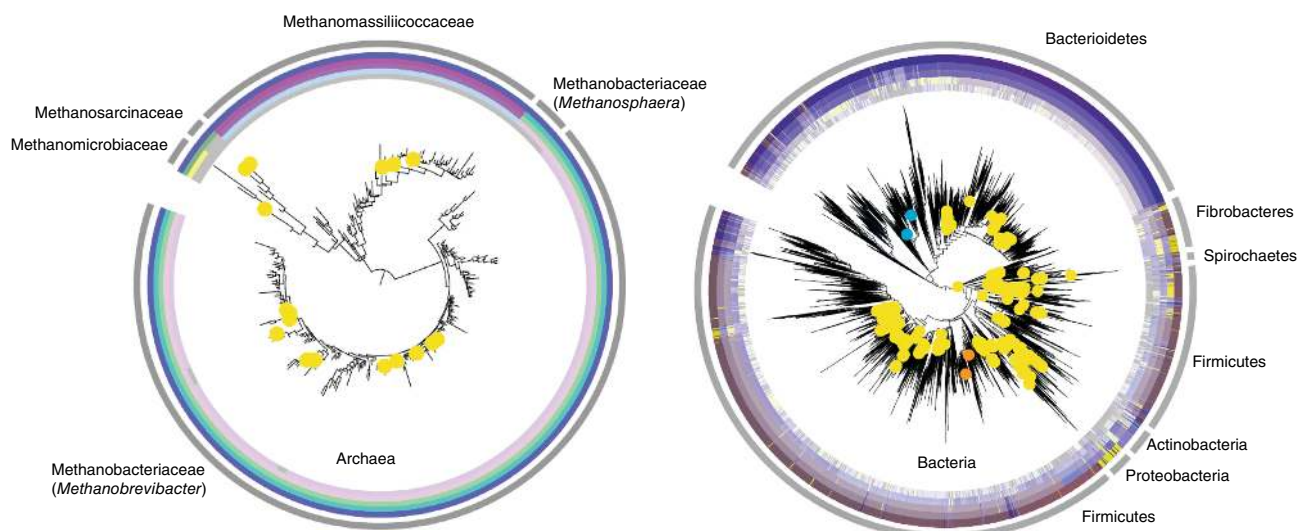 Methanomassiliicoccaceae
Methanobacteriaceae
(Methanosphaera)
Methanosarcinaceae
Methanomicrobiaceae
Methanobacteriaceae
(Methanobrevibacter)
Archaea
Bacterioidetes
Fibrobacteres
Spirochaetes
Firmicutes
Actinobacteria
Proteobacteria
Firmicutes
Bacteria